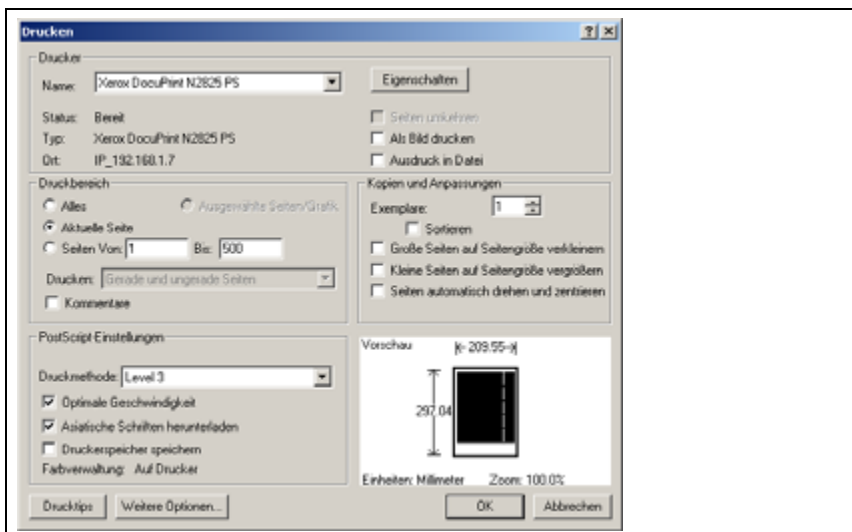 Drucken
Drucker
Name: Xerox DocuPrint N2825 PS Eigenschaften
Status: Bereit Seiten umkehren
Typ: Xerox DocuPrint N2825 PS Als Bild drucken
Ort: IP_192.168.1.7 Ausdruck in Datei
Druckbereich
Alles Ausgewählte Seiten/Grafik
Aktuelle Seite
Seiten Von: 1 Bis: 500
Drucken: Gerade und ungerade Seiten
Kommentare
Kopien und Anpassungen
Exemplare: 1
Sortieren
Große Seiten auf Seitengröße verkleinern
Kleine Seiten auf Seitengröße vergrößern
Seiten automatisch drehen und zentrieren
PostScript-Einstellungen
Druckmethode: Level 3
Optimale Geschwindigkeit
Asiatische Schriften herunterladen
Druckerspeicher speichern
Farbverwaltung: Auf Drucker
Vorschau 209.55
297.04
Einheiten: Millimeter Zoom: 100.0%
Drucktips Weitere Optionen... OK Abbrechen